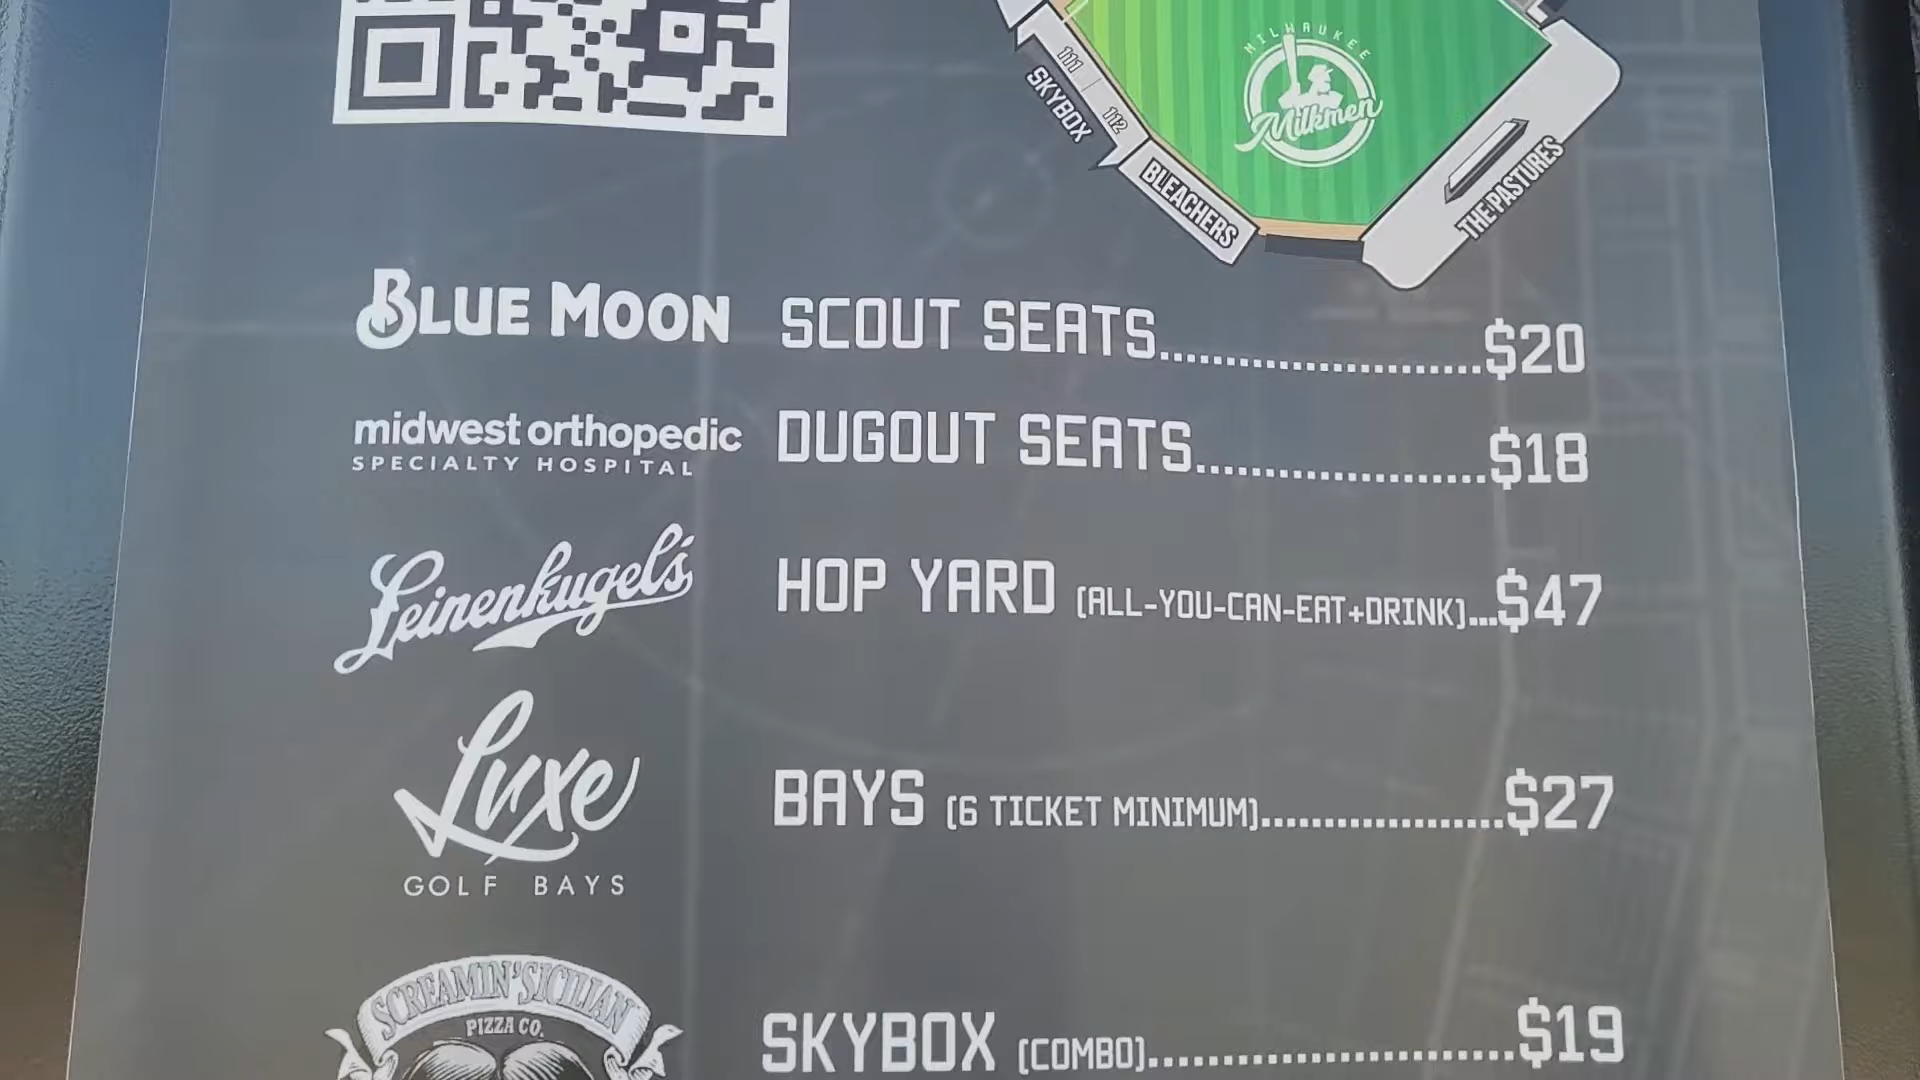 MILWAUKEE
Milkmen
111
SKYBOX
112
BLEACHERS
THE PASTURES
BLUE MOON SCOUT SEATS........................$20
midwest orthopedic
SPECIALTY HOSPITAL
DUGOUT SEATS......................$18
Leinenkugel's
HOP YARD (ALL-YOU-CAN-EAT+DRINK)...$47
Luxe
GOLF BAYS
BAYS (6 TICKET MINIMUM)...................$27
SCREAMIN' SICILIAN
PIZZA CO.
SKYBOX (COMBO)............................$19